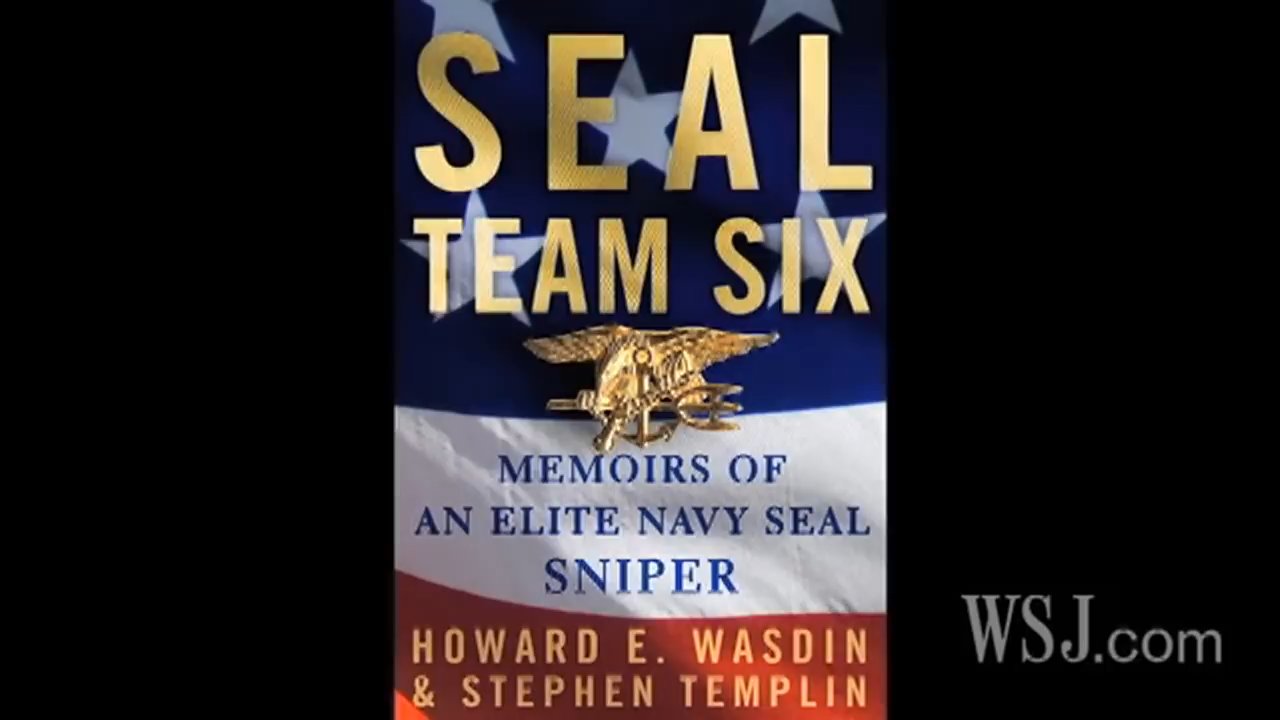 SEAL
TEAM SIX
MEMOIRS OF
AN ELITE NAVY SEAL
SNIPER
HOWARD E. WASDIN
& STEPHEN TEMPLIN
WSJ.com